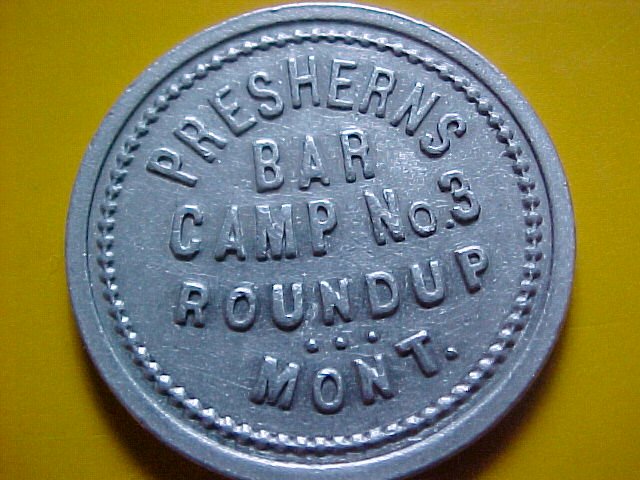 PRESHERNS
BAR
CAMP No.3
ROUNDUP
...
MONT.